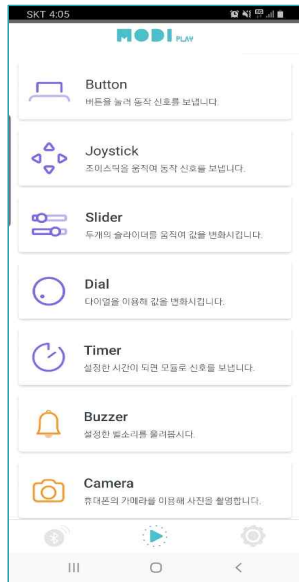 SKT 4:05
MODI PLAY
Button
버튼을 눌러 동작 신호를 보냅니다.
Joystick
조이스틱을 움직여 동작 신호를 보냅니다.
Slider
두개의 슬라이더를 움직여 값을 변화시킵니다.
Dial
다이얼을 이용해 값을 변화시킵니다.
Timer
설정한 시간이 되면 모듈로 신호를 보냅니다.
Buzzer
설정한 벨소리를 울려봅시다.
Camera
휴대폰의 카메라를 이용해 사진을 촬영합니다.